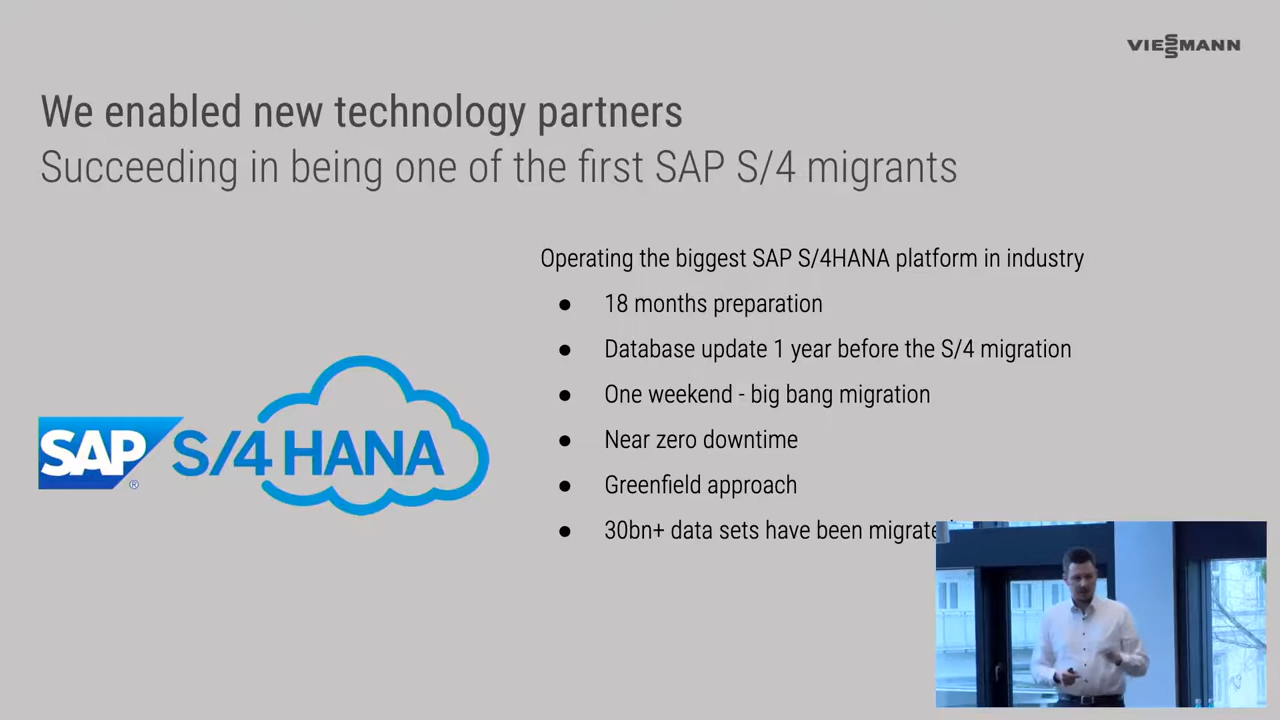 VIESSMANN
We enabled new technology partners
Succeeding in being one of the first SAP S/4 migrants
Operating the biggest SAP S/4HANA platform in industry
● 18 months preparation
● Database update 1 year before the S/4 migration
● One weekend - big bang migration
● Near zero downtime
● Greenfield approach
● 30bn+ data sets have been migrate
SAP® S/4 HANA